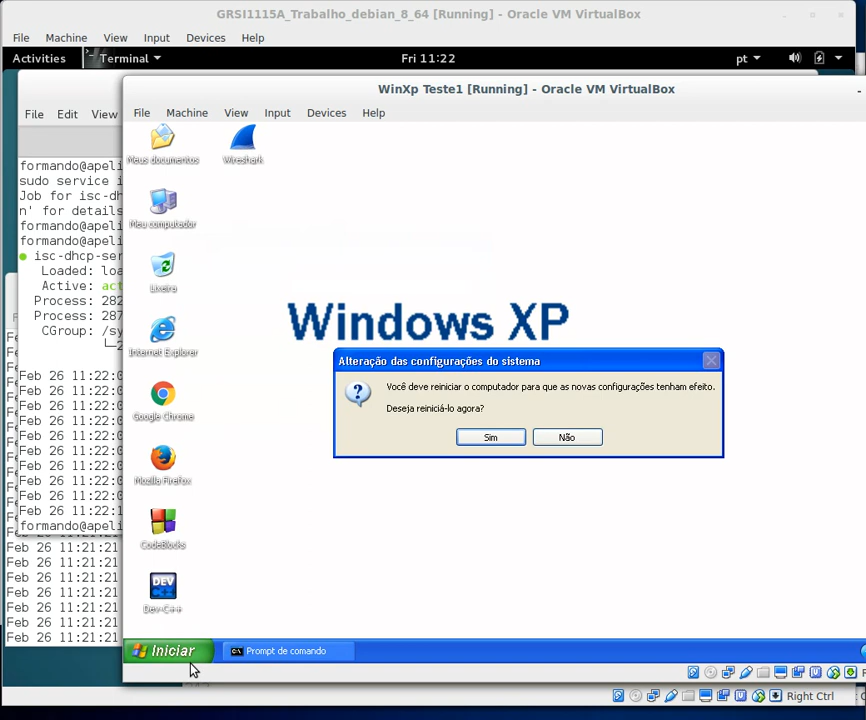 GRSI1115A_Trabalho_debian_8_64 [Running] - Oracle VM VirtualBox
File Machine View Input Devices Help
Activities Terminal Fri 11:22 pt
WinXp Teste1 [Running] - Oracle VM VirtualBox
File Edit View
File Machine View Input Devices Help
Meus documentos
Wireshark
Meu computador
Lixeira
Internet Explorer
Google Chrome
Mozilla Firefox
CodeBlocks
Dev-C++
Windows XP
Alteração das configurações do sistema
Você deve reiniciar o computador para que as novas configurações tenham efeito.
Deseja reiniciá-lo agora?
Sim Não
formando@apeli
sudo service i
Job for isc-dh
n' for details
formando@apeli
formando@apeli
isc-dhcp-ser
Loaded: loa
Active: act
Process: 282
Process: 287
CGroup: /sy
└─2
Feb 26 11:22:0
Feb 26 11:22:0
Feb 26 11:22:0
Feb 26 11:22:0
Feb 26 11:22:0
Feb 26 11:22:0
Feb 26 11:22:0
Feb 26 11:22:0
Feb 26 11:22:0
Feb 26 11:22:1
formando@apeli
Feb 26 11:21:21
Feb 26 11:21:21
Feb 26 11:21:21
Feb 26 11:21:21
Feb 26 11:21:21
Feb 26 11:21:21
Feb 26 11:21:21
Iniciar Prompt de comando
Right Ctrl